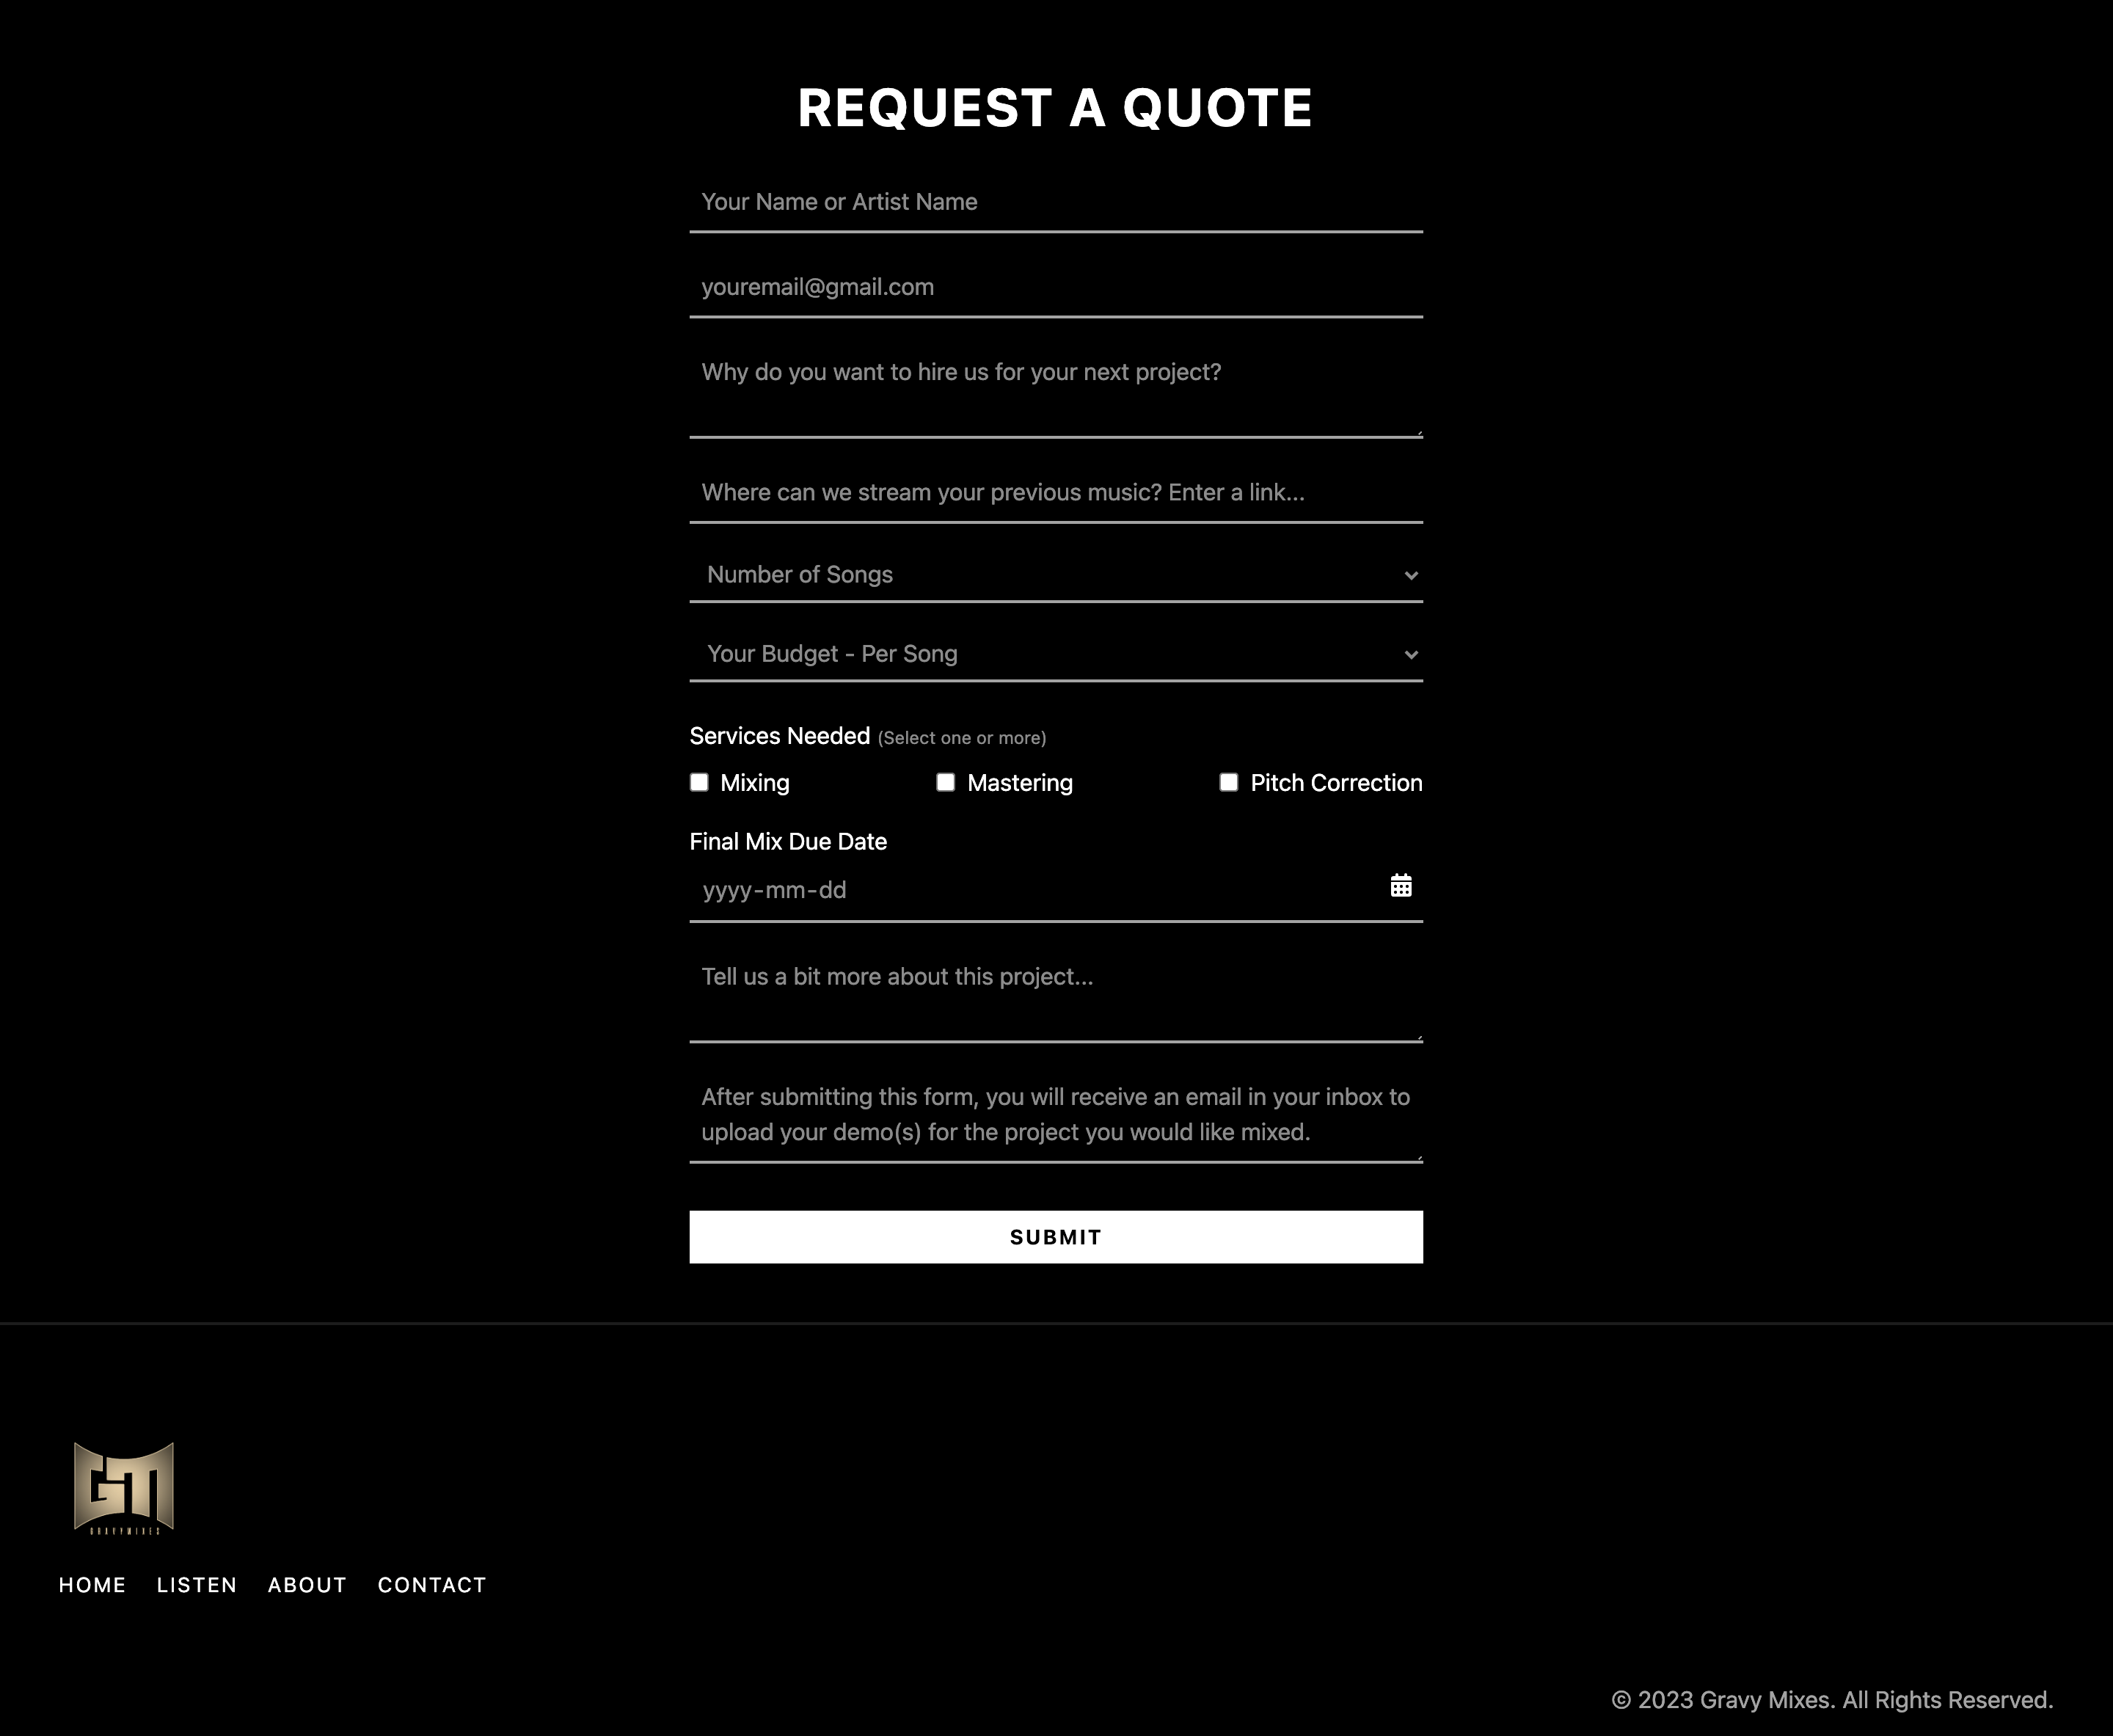 REQUEST A QUOTE
Your Name or Artist Name
youremail@gmail.com
Why do you want to hire us for your next project?
Where can we stream your previous music? Enter a link...
Number of Songs
Your Budget - Per Song
Services Needed (Select one or more)
Mixing Mastering Pitch Correction
Final Mix Due Date
yyyy-mm-dd
Tell us a bit more about this project...
After submitting this form, you will receive an email in your inbox to
upload your demo(s) for the project you would like mixed.
SUBMIT
GM
GRAVYMIXES
HOME LISTEN ABOUT CONTACT
© 2023 Gravy Mixes. All Rights Reserved.